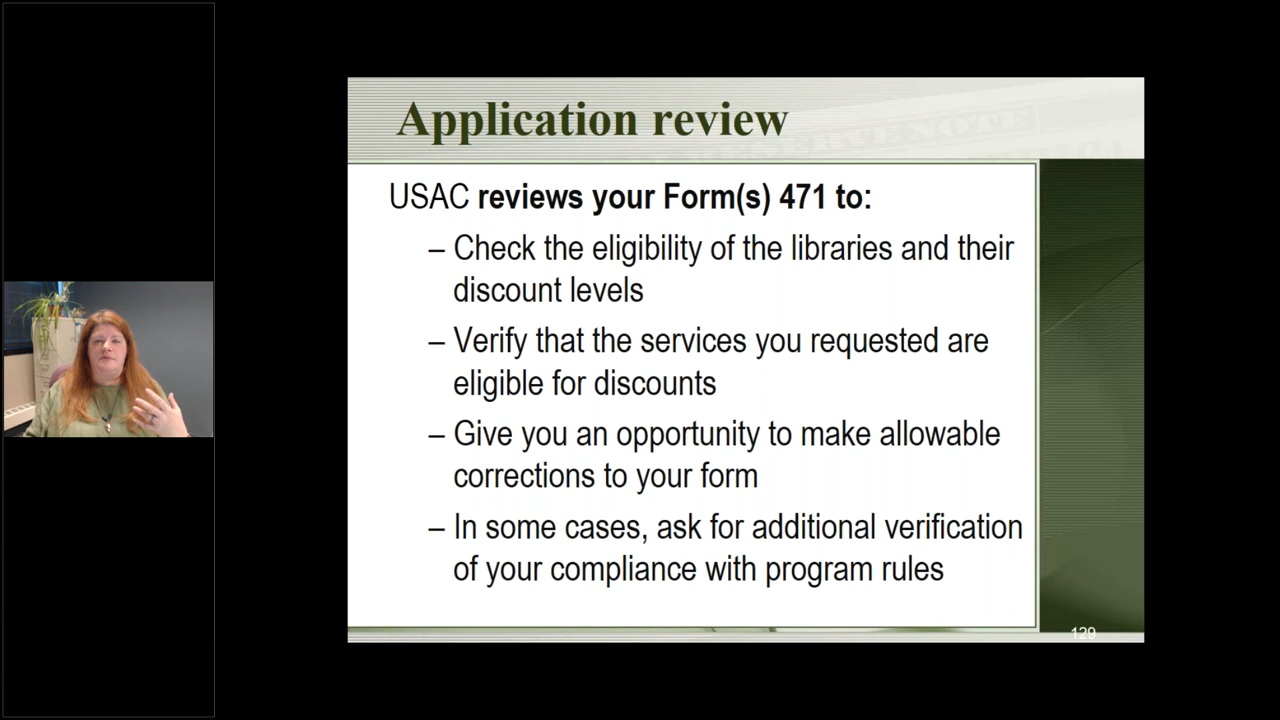 Application review
USAC reviews your Form(s) 471 to:
– Check the eligibility of the libraries and their
discount levels
– Verify that the services you requested are
eligible for discounts
– Give you an opportunity to make allowable
corrections to your form
– In some cases, ask for additional verification
of your compliance with program rules
129